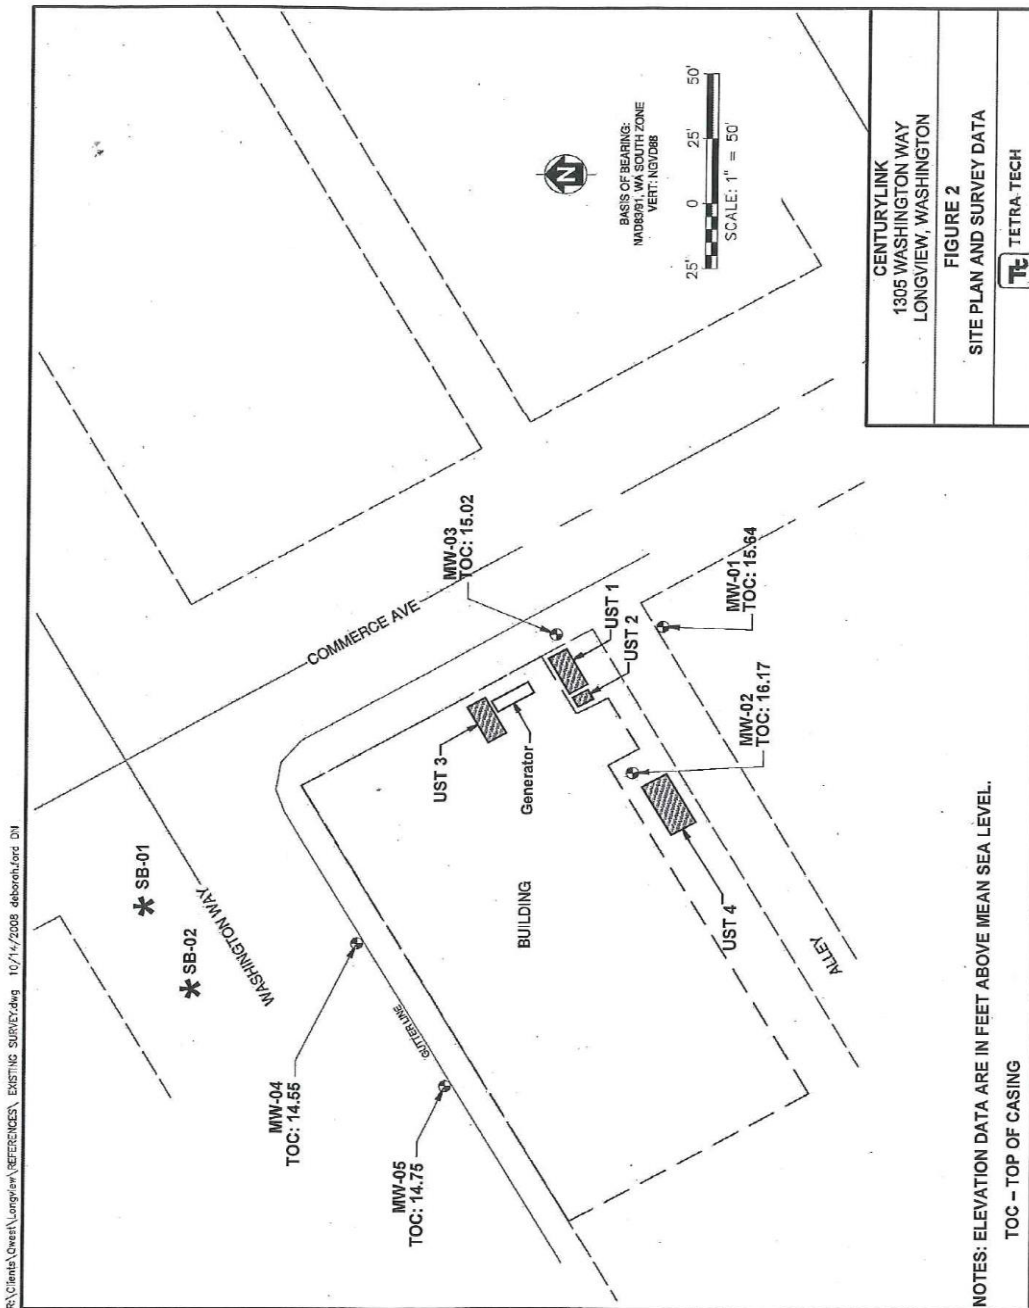 R:\Clients\Qwest\Longview\REFERENCES\ EXISTING SURVEY.dwg 10/14/2008 deborah.ford DN
SB-01
SB-02
WASHINGTON WAY
COMMERCE AVE
MW-04
TOC: 14.55
MW-05
TOC: 14.75
GUTTER LINE
BUILDING
UST 3
Generator
MW-03
TOC: 15.02
UST 1
UST 2
MW-01
TOC: 15.64
MW-02
TOC: 16.17
UST 4
ALLEY
N
BASIS OF BEARING:
NAD83/91, WA SOUTH ZONE
VERT: NGVD88
25' 0 25' 50'
SCALE: 1" = 50'
NOTES: ELEVATION DATA ARE IN FEET ABOVE MEAN SEA LEVEL.
TOC – TOP OF CASING
CENTURYLINK
1305 WASHINGTON WAY
LONGVIEW, WASHINGTON
FIGURE 2
SITE PLAN AND SURVEY DATA
Tt TETRA TECH